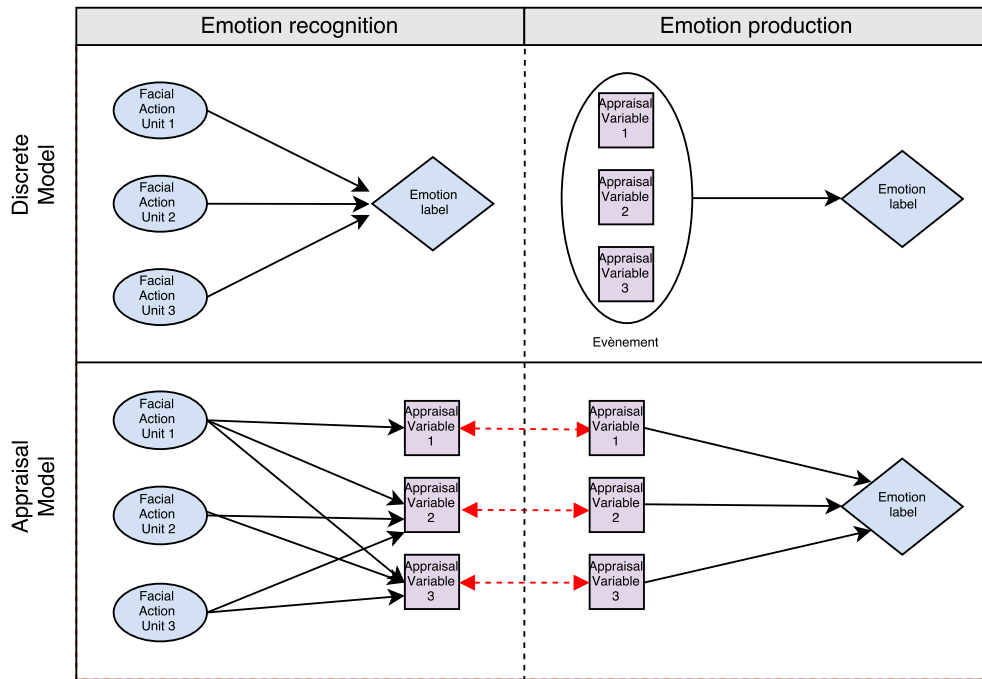 Emotion recognition
Emotion production
Discrete
Model
Facial
Action
Unit 1
Facial
Action
Unit 2
Facial
Action
Unit 3
Emotion
label
Appraisal
Variable
1
Appraisal
Variable
2
Appraisal
Variable
3
Evènement
Emotion
label
Appraisal
Model
Facial
Action
Unit 1
Facial
Action
Unit 2
Facial
Action
Unit 3
Appraisal
Variable
1
Appraisal
Variable
2
Appraisal
Variable
3
Appraisal
Variable
1
Appraisal
Variable
2
Appraisal
Variable
3
Emotion
label